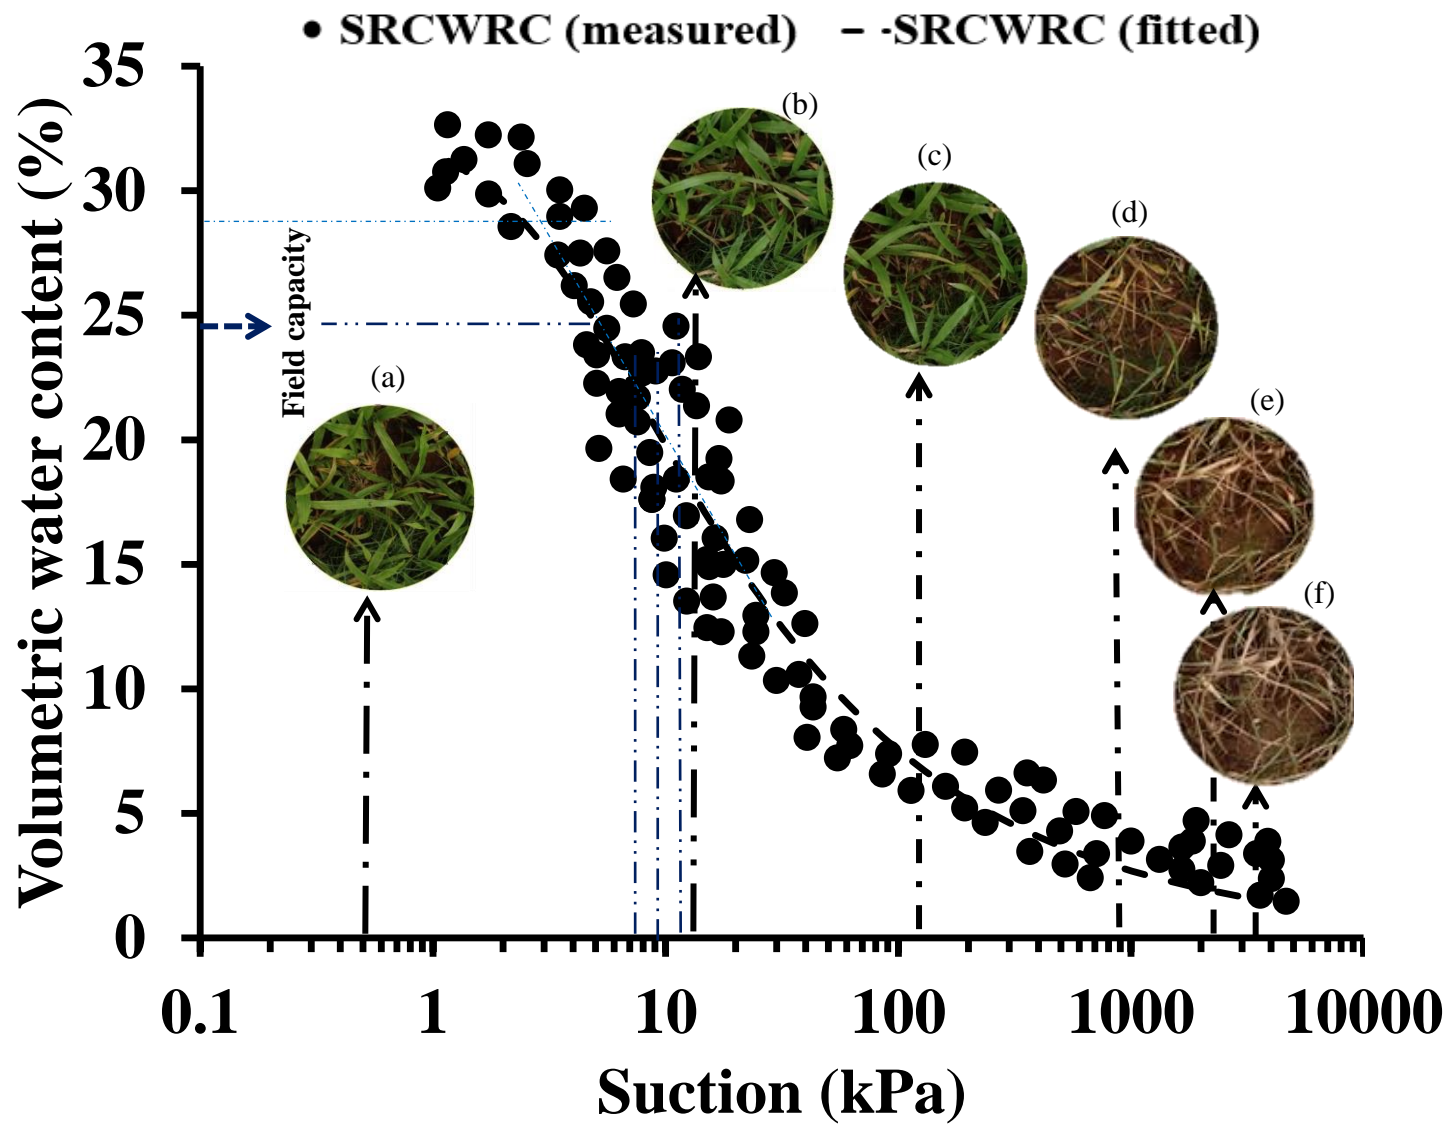 SRCWRC (measured)
SRCWRC (fitted)
Volumetric water content (%)
35
30
25
20
15
10
5
0
Field capacity
(a)
(b)
(c)
(d)
(e)
(f)
0.1
1
10
100
1000
10000
Suction (kPa)